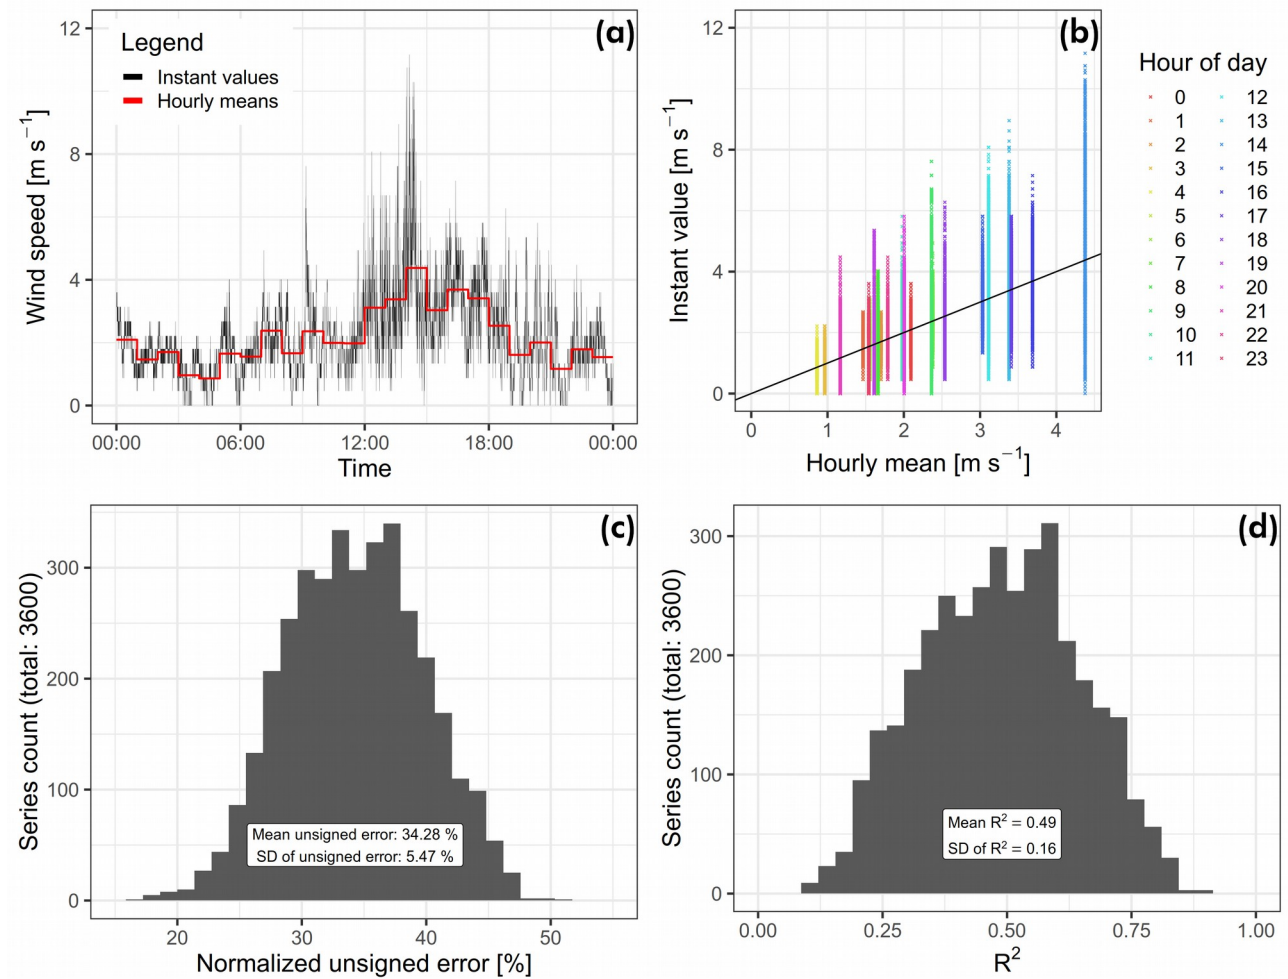 (a)
Legend
Instant values
Hourly means
12
8
4
0
Wind speed [m s⁻¹]
00:00 06:00 12:00 18:00 00:00
Time
(b)
12
8
4
0
Instant value [m s⁻¹]
0 1 2 3 4
Hourly mean [m s⁻¹]
Hour of day
0 12
1 13
2 14
3 15
4 16
5 17
6 18
7 19
8 20
9 21
10 22
11 23
(c)
300
200
100
0
Series count (total: 3600)
Mean unsigned error: 34.28 %
SD of unsigned error: 5.47 %
20 30 40 50
Normalized unsigned error [%]
(d)
300
200
100
0
Series count (total: 3600)
Mean R² = 0.49
SD of R² = 0.16
0.00 0.25 0.50 0.75 1.00
R²